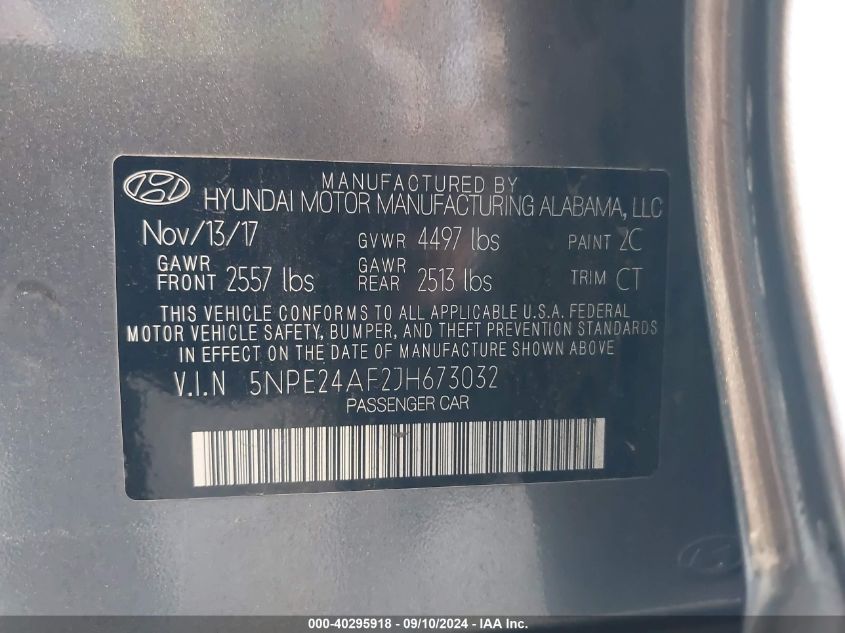 MANUFACTURED BY
HYUNDAI MOTOR MANUFACTURING ALABAMA, LLC
Nov/13/17 GVWR 4497 lbs PAINT 2C
GAWR FRONT 2557 lbs GAWR REAR 2513 lbs TRIM CT
THIS VEHICLE CONFORMS TO ALL APPLICABLE U.S.A. FEDERAL
MOTOR VEHICLE SAFETY, BUMPER, AND THEFT PREVENTION STANDARDS
IN EFFECT ON THE DATE OF MANUFACTURE SHOWN ABOVE
V.I.N 5NPE24AF2JH673032
PASSENGER CAR
000-40295918 - 09/10/2024 - IAA Inc.